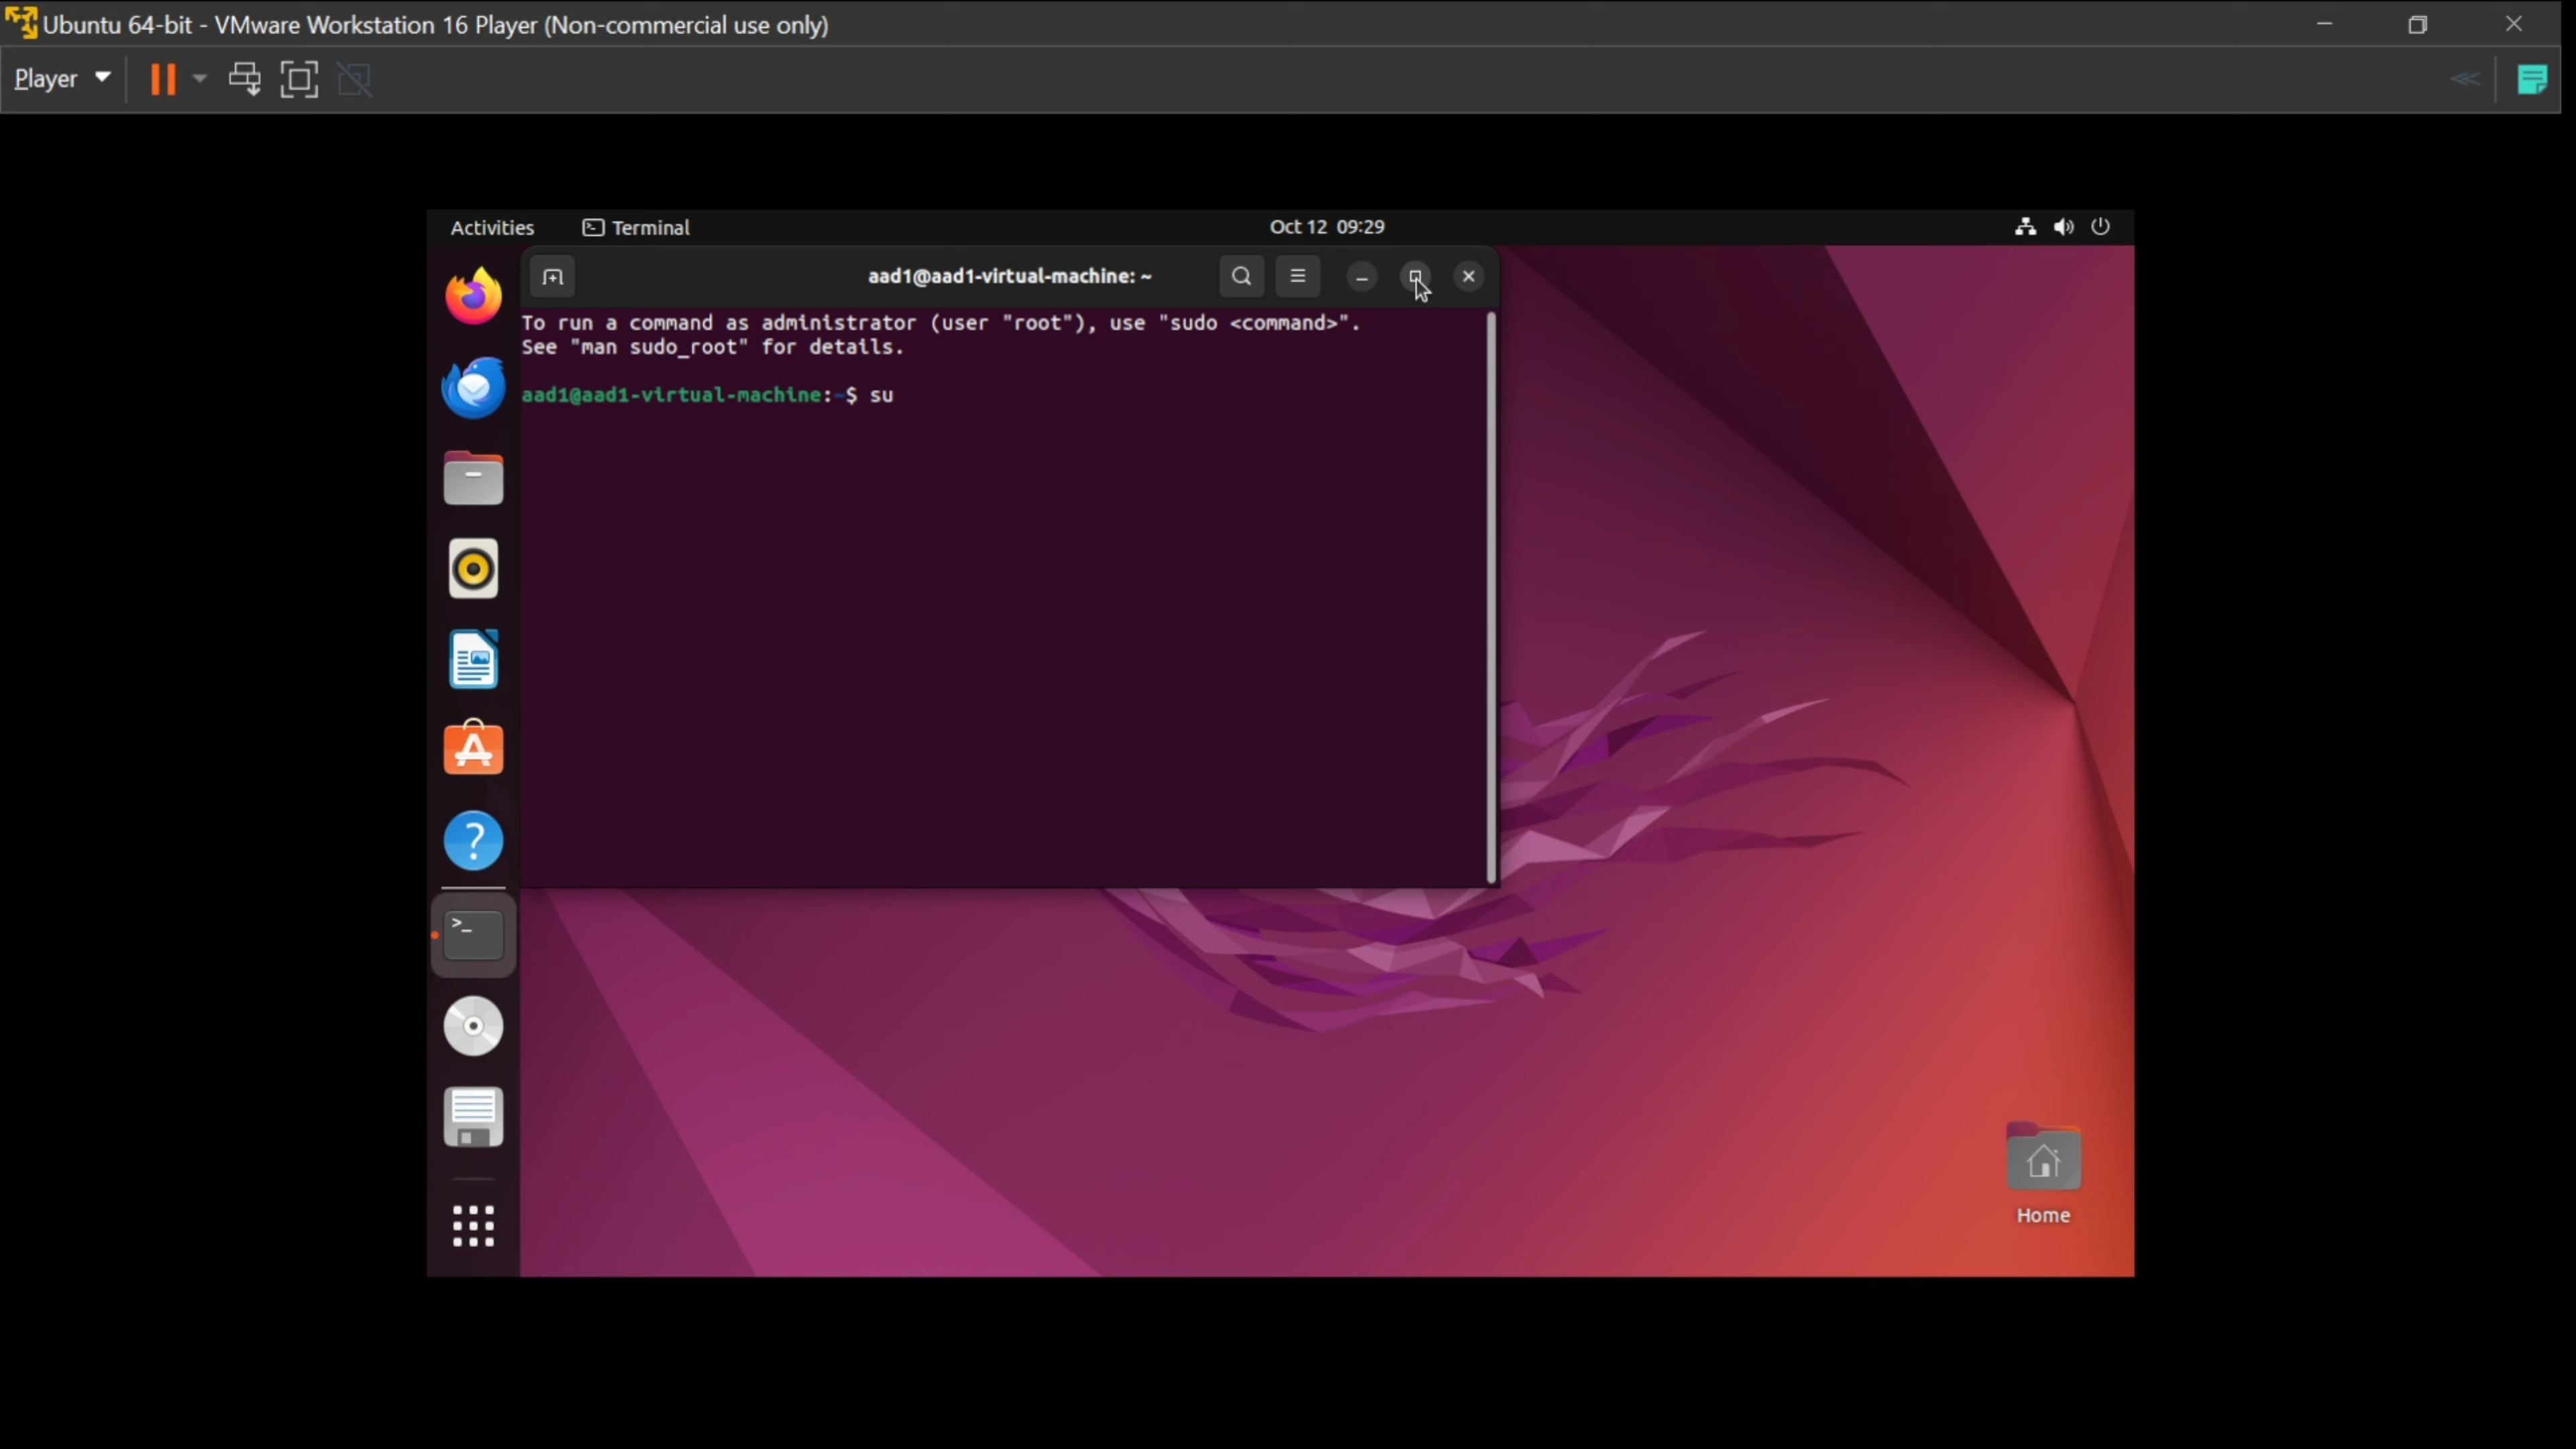 Ubuntu 64-bit - VMware Workstation 16 Player (Non-commercial use only)
Player
Activities
Terminal
Oct 12 09:29
aad1@aad1-virtual-machine: ~
To run a command as administrator (user "root"), use "sudo <command>".
See "man sudo_root" for details.
aad1@aad1-virtual-machine:~$ su
Home